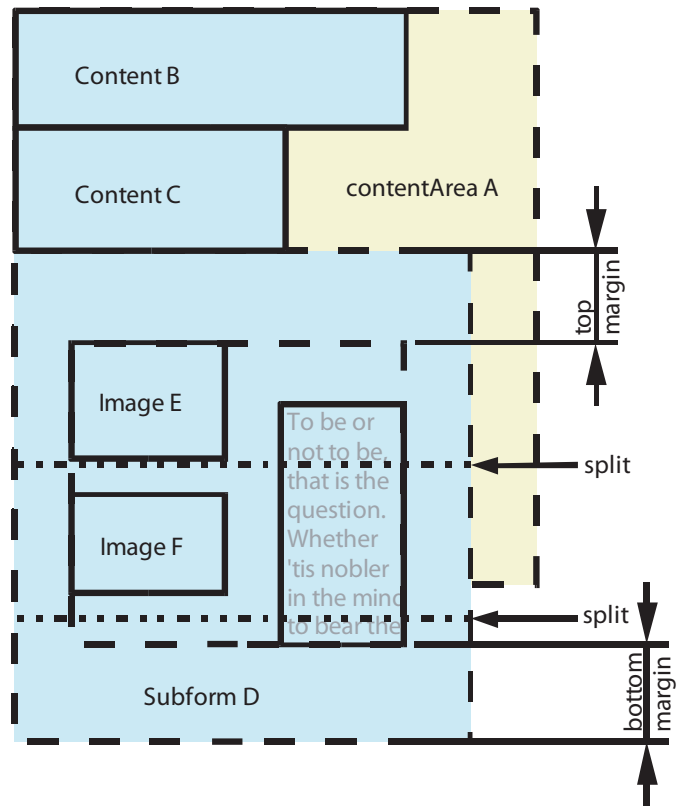 Content B
Content C
contentArea A
top
margin
Image E
To be or
not to be,
that is the
question.
Whether
'tis nobler
in the mind
to bear the
split
Image F
split
Subform D
bottom
margin